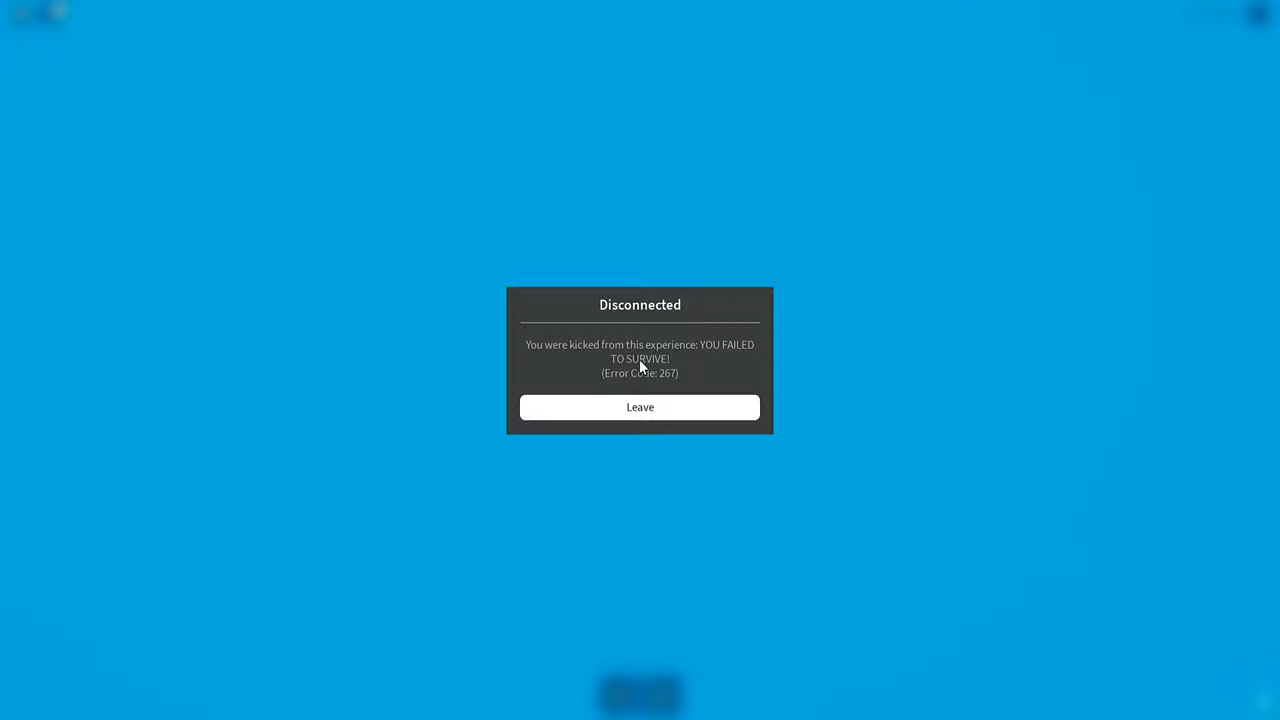 Disconnected
You were kicked from this experience: YOU FAILED
TO SURVIVE!
(Error Code: 267)
Leave